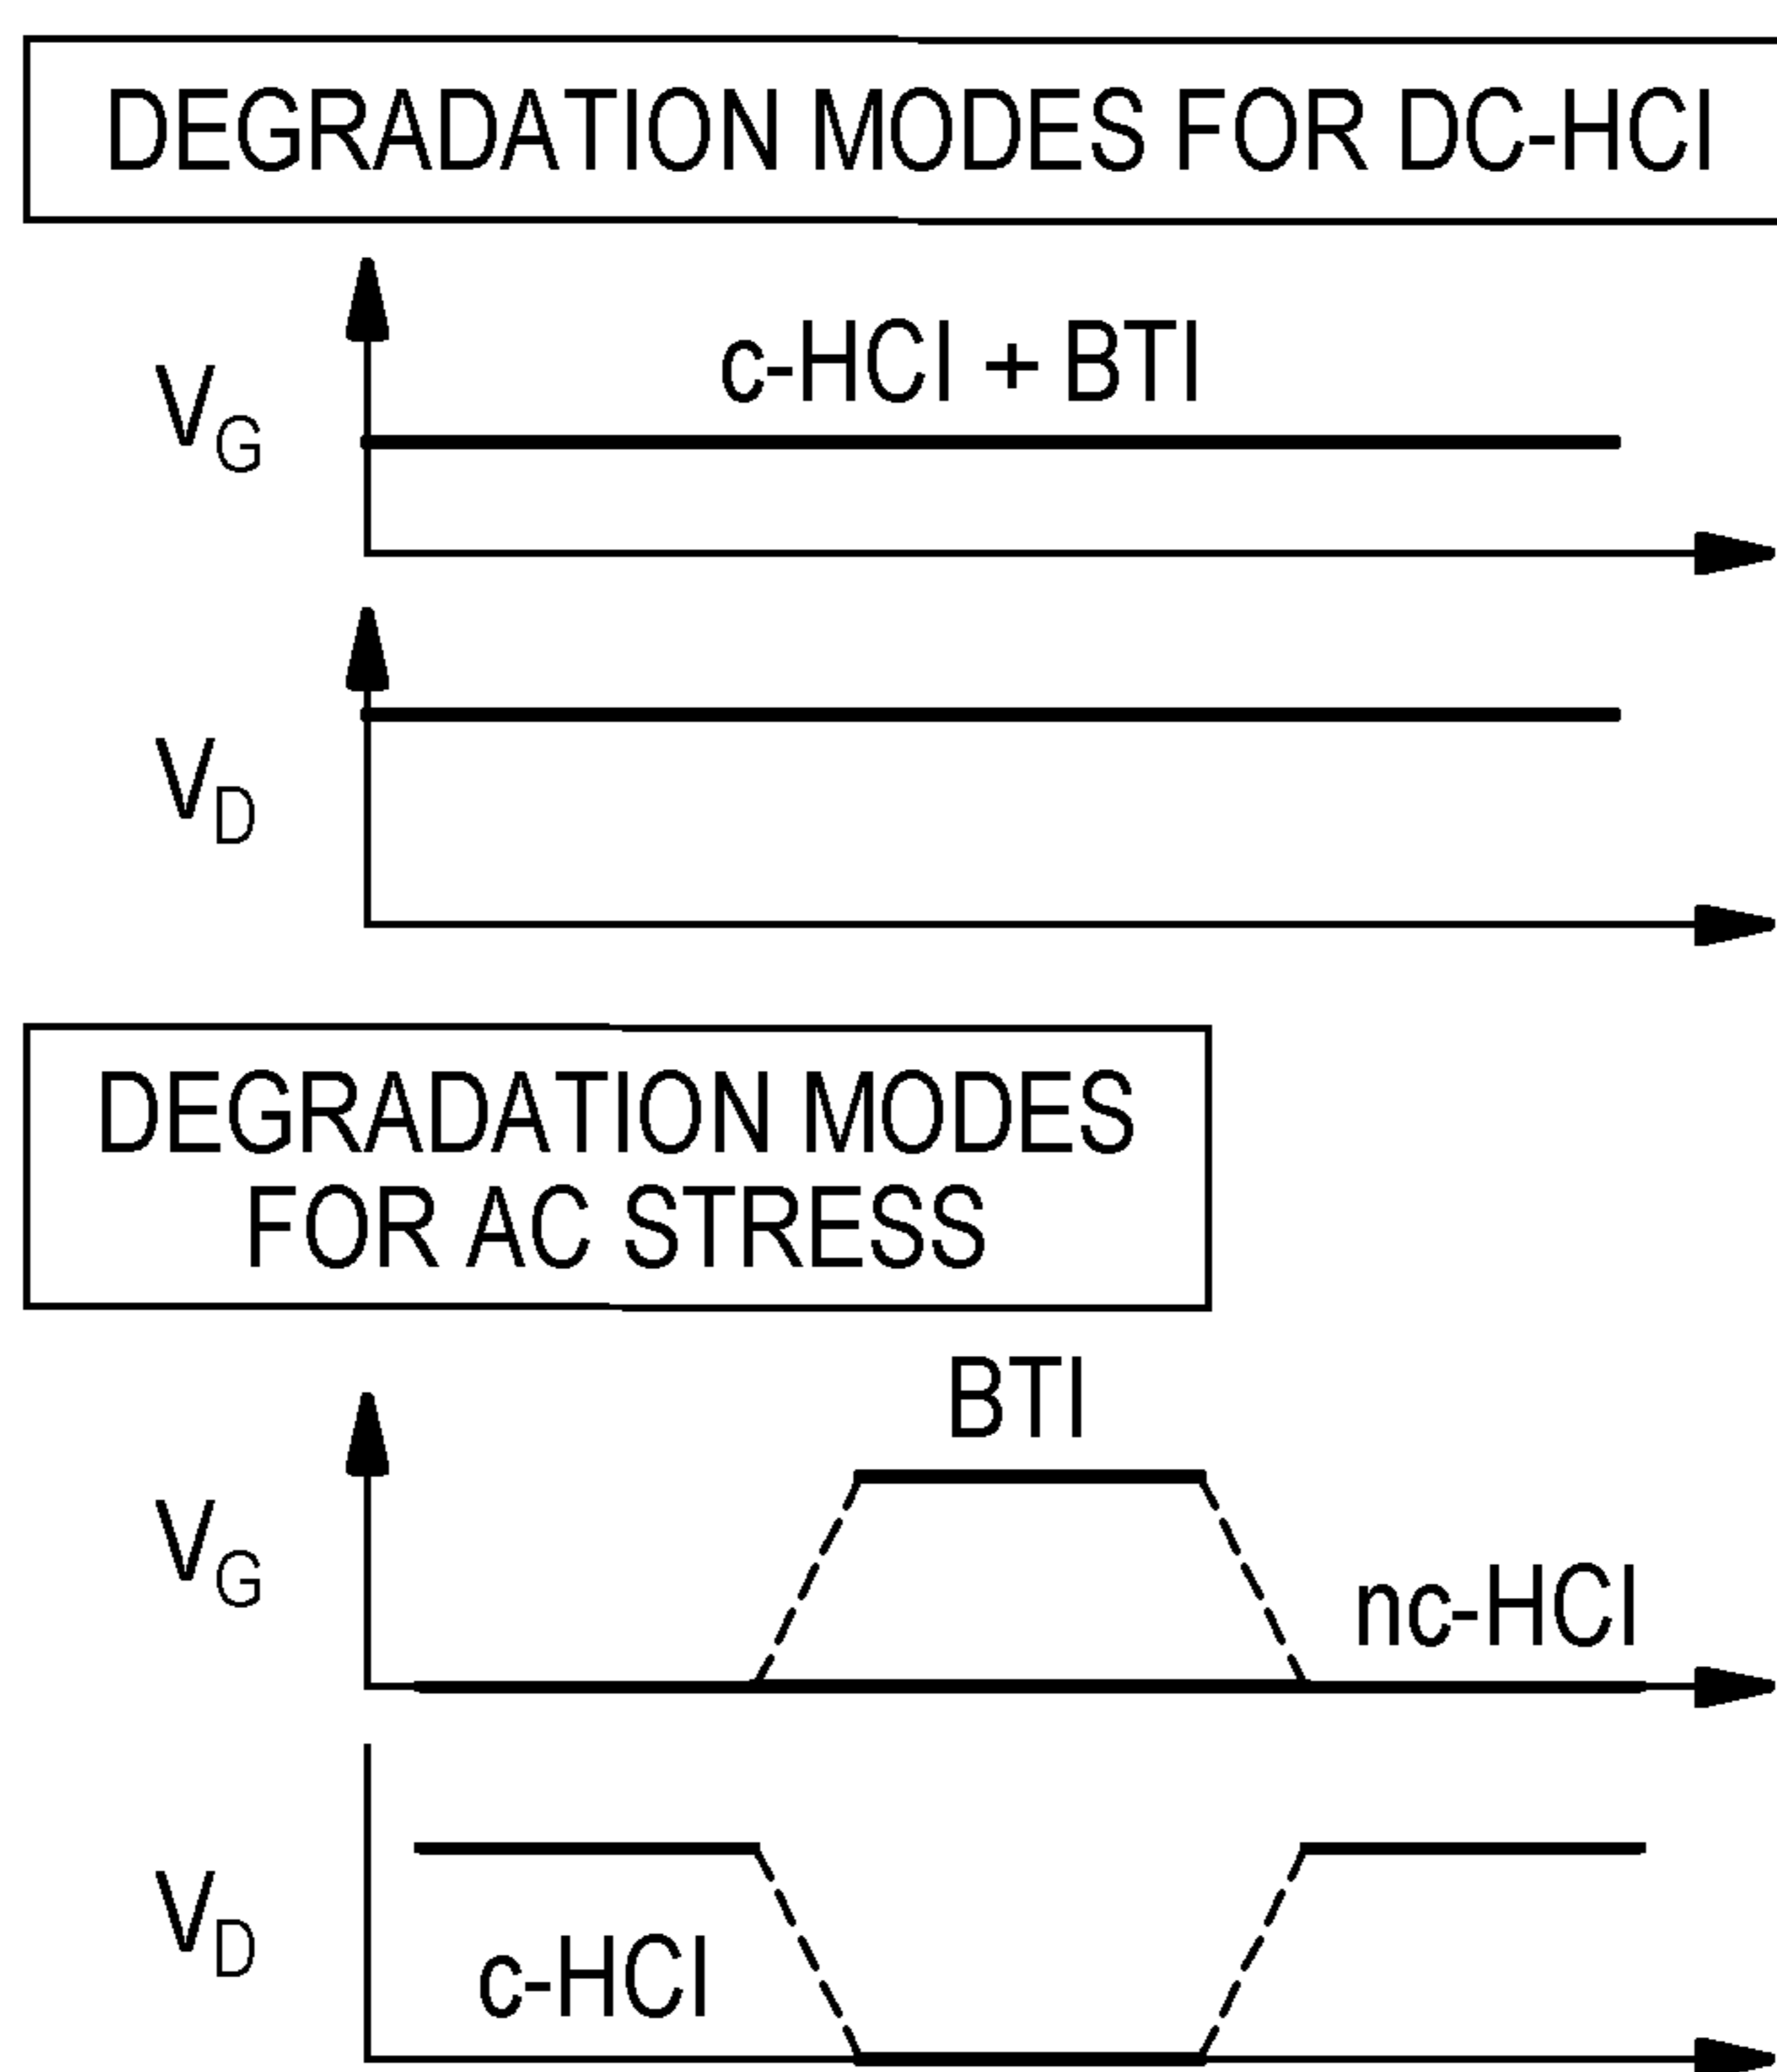 DEGRADATION MODES FOR DC-HCI
c-HCI + BTI
VG
VD
DEGRADATION MODES
FOR AC STRESS
BTI
VG
nc-HCI
VD
c-HCI